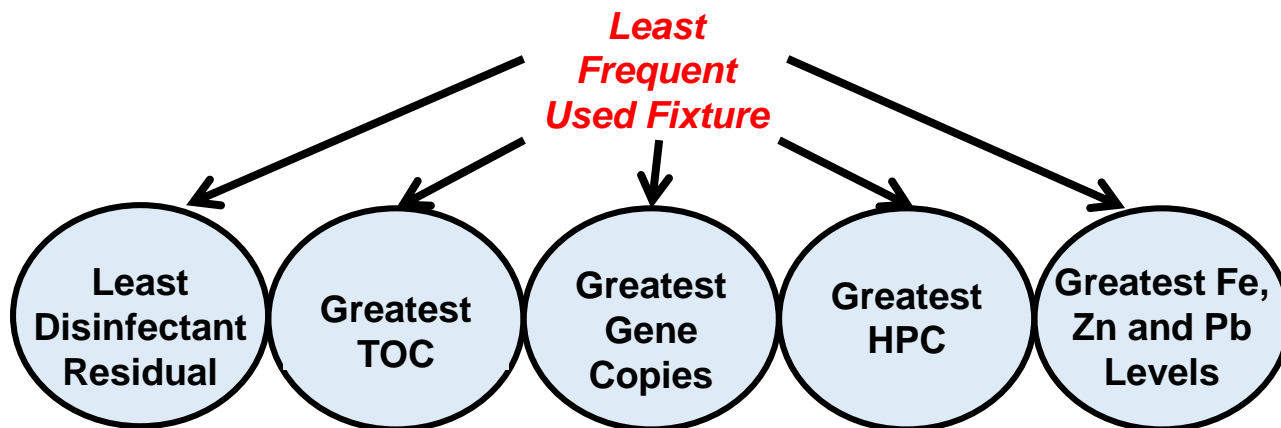 Least
Frequent
Used Fixture
Least
Disinfectant
Residual
Greatest
TOC
Greatest
Gene
Copies
Greatest
HPC
Greatest Fe,
Zn and Pb
Levels